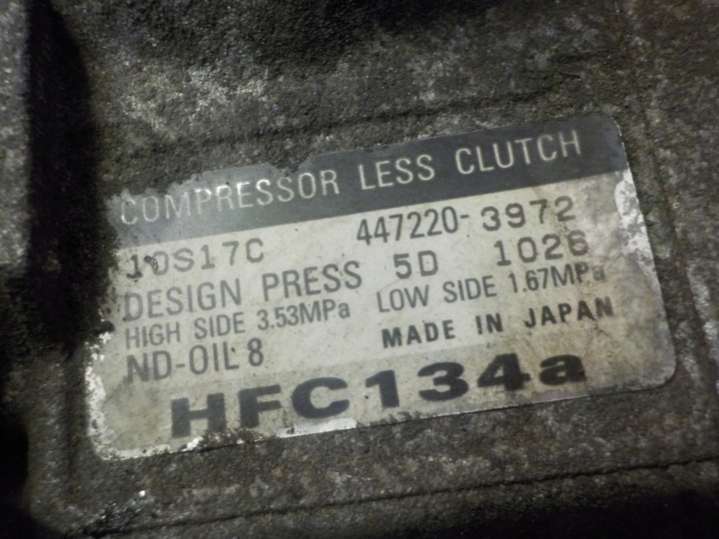 COMPRESSOR LESS CLUTCH
10S17C 447220-3972
DESIGN PRESS 5D 1026
HIGH SIDE 3.53MPa LOW SIDE 1.67MPa
ND-OIL 8 MADE IN JAPAN
HFC134a